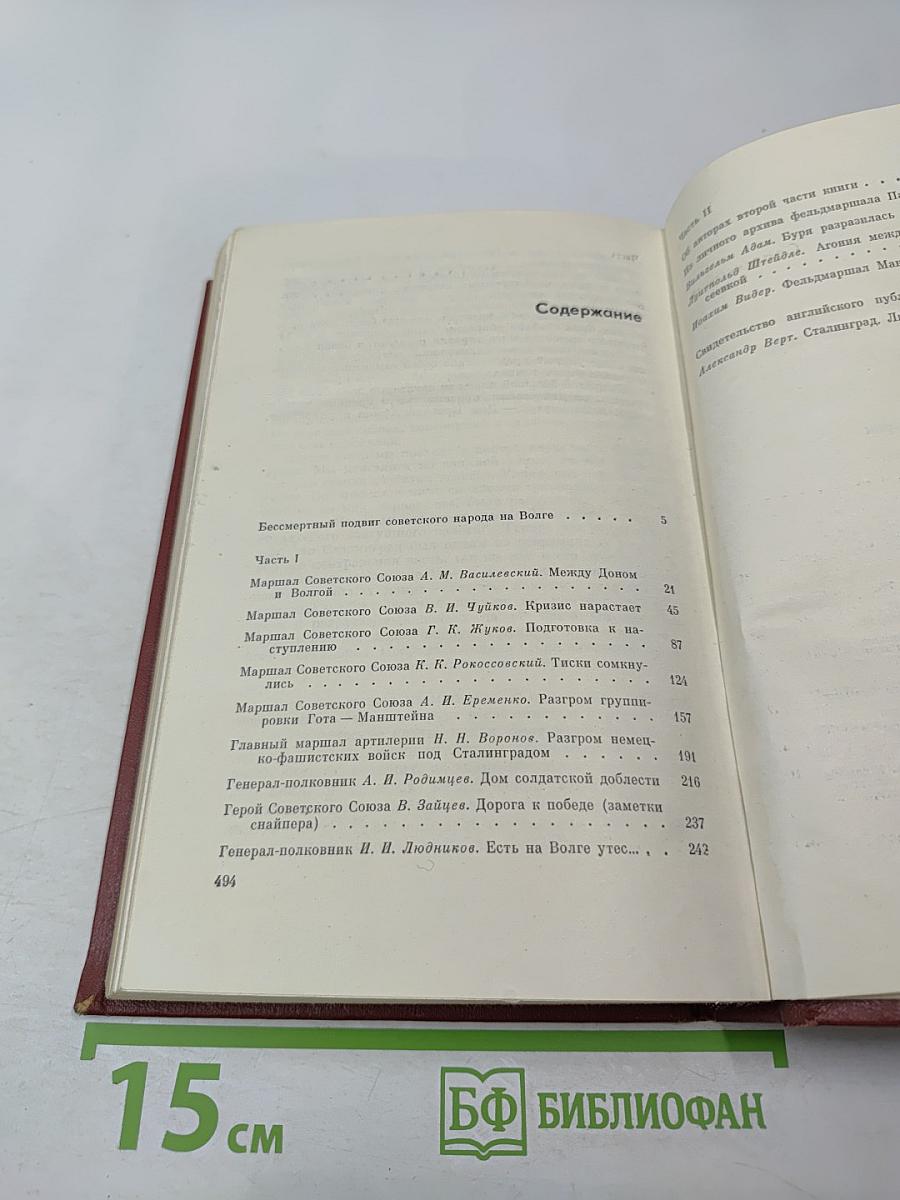 Содержание
Бессмертный подвиг советского народа на Волге . . . . . 5
Часть I
Маршал Советского Союза А. М. Василевский. Между Доном
и Волгой . . . . . . . . . . . . . . . . . . 21
Маршал Советского Союза В. И. Чуйков. Кризис нарастает 45
Маршал Советского Союза Г. К. Жуков. Подготовка к на-
ступлению . . . . . . . . . . . . . . . . . 87
Маршал Советского Союза К. К. Рокоссовский. Тиски сомкну-
лись . . . . . . . . . . . . . . . . . . . . 124
Маршал Советского Союза А. И. Еременко. Разгром группи-
ровки Гота — Манштейна . . . . . . . . . . . . 157
Главный маршал артилерии Н. Н. Воронов. Разгром немец-
ко-фашистских войск под Сталинградом . . . . . . 191
Генерал-полковник А. И. Родимцев. Дом солдатской доблести 216
Герой Советского Союза В. Зайцев. Дорога к победе (заметки
снайпера) . . . . . . . . . . . . . . . . . . 237
Генерал-полковник И. И. Людников. Есть на Волге утес... . . 242
494
Часть II
Об авторах второй части книги . . .
Из личного архива фельдмаршала
Вильгельм Адам. Буря разразилась
Луитпольд Штейдле. Агония
сеевкой . . . . . . . .
Иоахим Видер. Фельдмаршал
Свидетельство английского
Александр Верт. Сталинград.
15 см
БФ БИБЛИОФАН